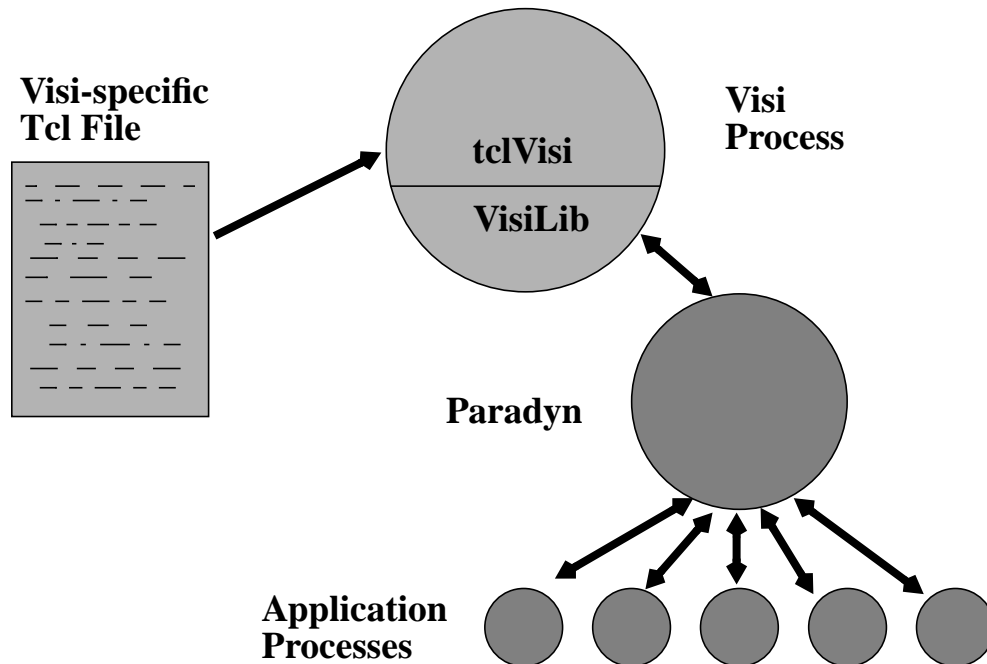 Visi-specific
Tcl File
Visi
Process
tclVisi
VisiLib
Paradyn
Application
Processes